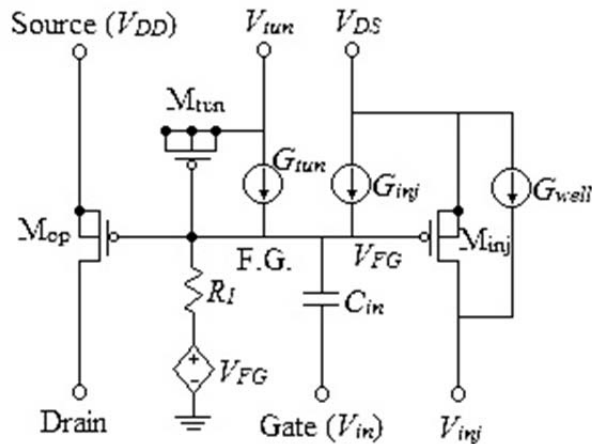 Source (VDD)
Vtun
VDS
Mtun
Gtun
Ginj
Gwell
Mop
Minj
F.G.
VFG
R1
Cin
+
-
VFG
Drain
Gate (Vin)
Vinj